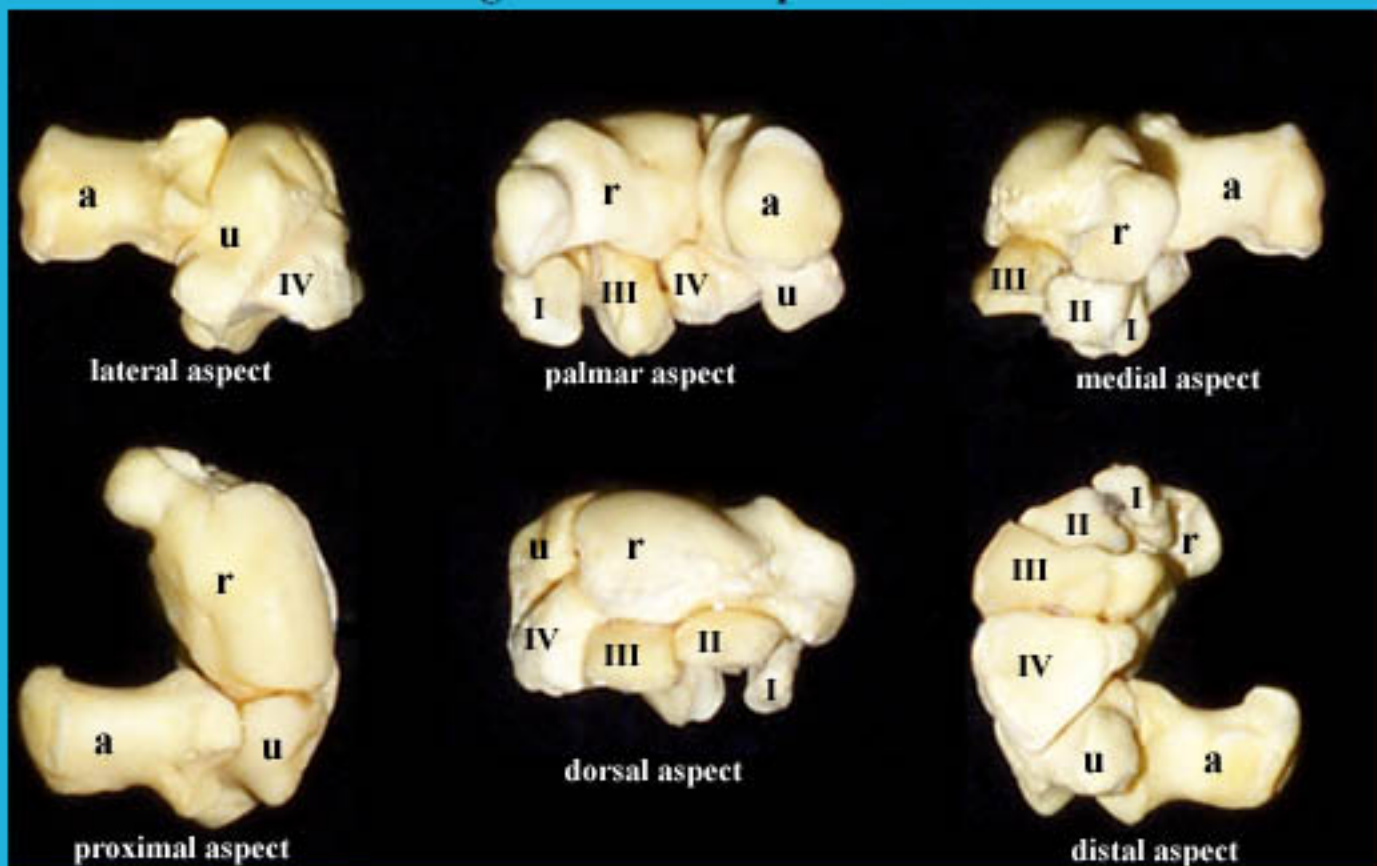 a
u
IV
lateral aspect
r
a
I
III
IV
u
palmar aspect
a
r
III
II
I
medial aspect
r
a
u
proximal aspect
u
r
IV
III
II
I
dorsal aspect
I
II
r
III
IV
u
a
distal aspect